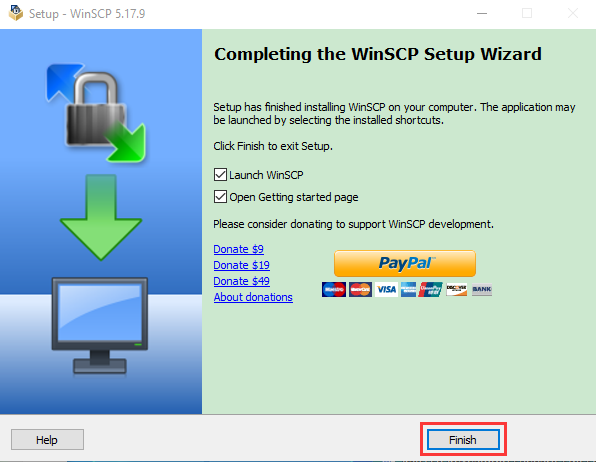 Setup - WinSCP 5.17.9
Completing the WinSCP Setup Wizard
Setup has finished installing WinSCP on your computer. The application may
be launched by selecting the installed shortcuts.
Click Finish to exit Setup.
Launch WinSCP
Open Getting started page
Please consider donating to support WinSCP development.
Donate $9
Donate $19
Donate $49
About donations
PayPal
Maestro
MasterCard
VISA
UnionPay
DISCOVER
BANK
Help
Finish